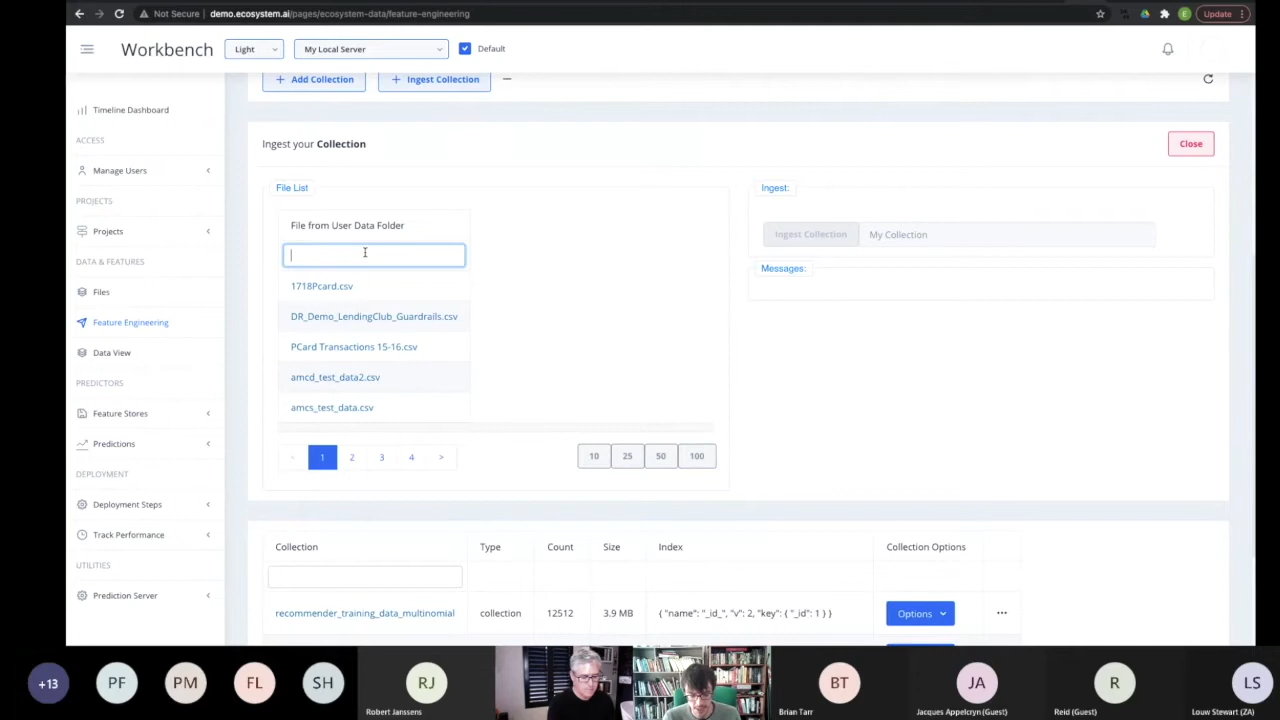 Not Secure | demo.ecosystem.ai/pages/ecosystem-data/feature-engineering
E
Update
Workbench
Light
My Local Server
Default
+ Add Collection
+ Ingest Collection
Timeline Dashboard
ACCESS
Manage Users
PROJECTS
Projects
DATA & FEATURES
Files
Feature Engineering
Data View
PREDICTORS
Feature Stores
Predictions
DEPLOYMENT
Deployment Steps
Track Performance
UTILITIES
Prediction Server
Ingest your Collection
Close
File List
File from User Data Folder
1718Pcard.csv
DR_Demo_LendingClub_Guardrails.csv
PCard Transactions 15-16.csv
amcd_test_data2.csv
amcs_test_data.csv
< 1 2 3 4 >
10 25 50 100
Ingest:
Ingest Collection My Collection
Messages:
Collection Type Count Size Index Collection Options
recommender_training_data_multinomial collection 12512 3.9 MB { "name": "_id_", "v": 2, "key": { "_id": 1 } } Options ...
+13 PF PM FL SH RJ BT JA R LS
Robert Janssens Brian Tarr Jacques Appelcryn (Guest) Reid (Guest) Louw Stewart (ZA)